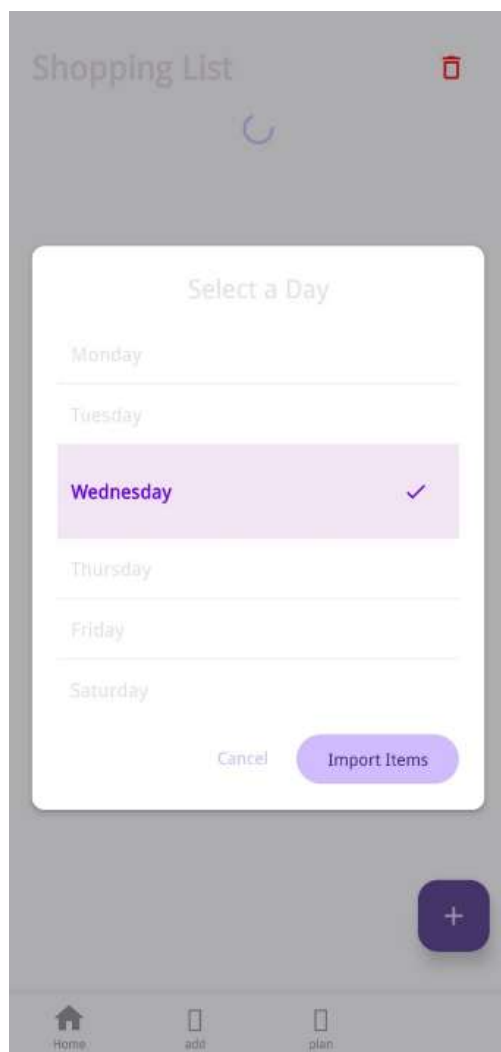 Shopping List
Select a Day
Monday
Tuesday
Wednesday
Thursday
Friday
Saturday
Cancel
Import Items
+
Home
add
plan